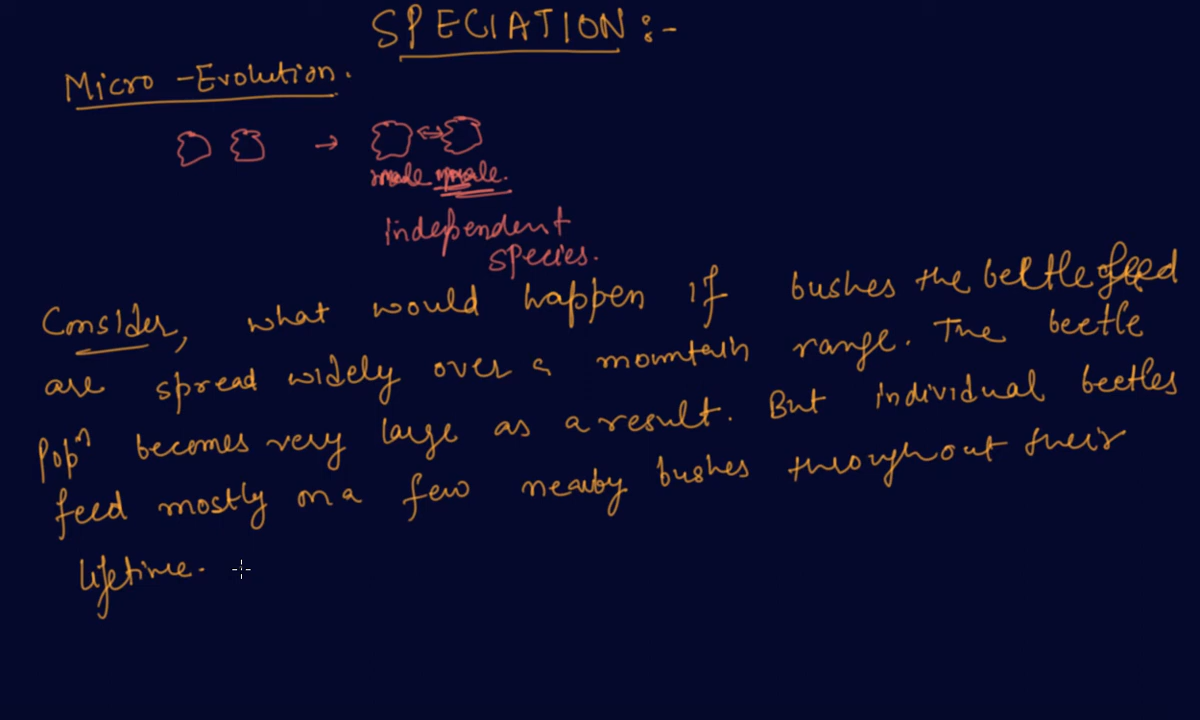 SPECIATION :-
Micro-Evolution.
→
made
Independent
species.
Consider, what would happen if bushes the beetle feed
are spread widely over a mountain range. The beetle
popⁿ becomes very large as a result. But individual beetles
feed mostly on a few nearby bushes throughout their
lifetime.